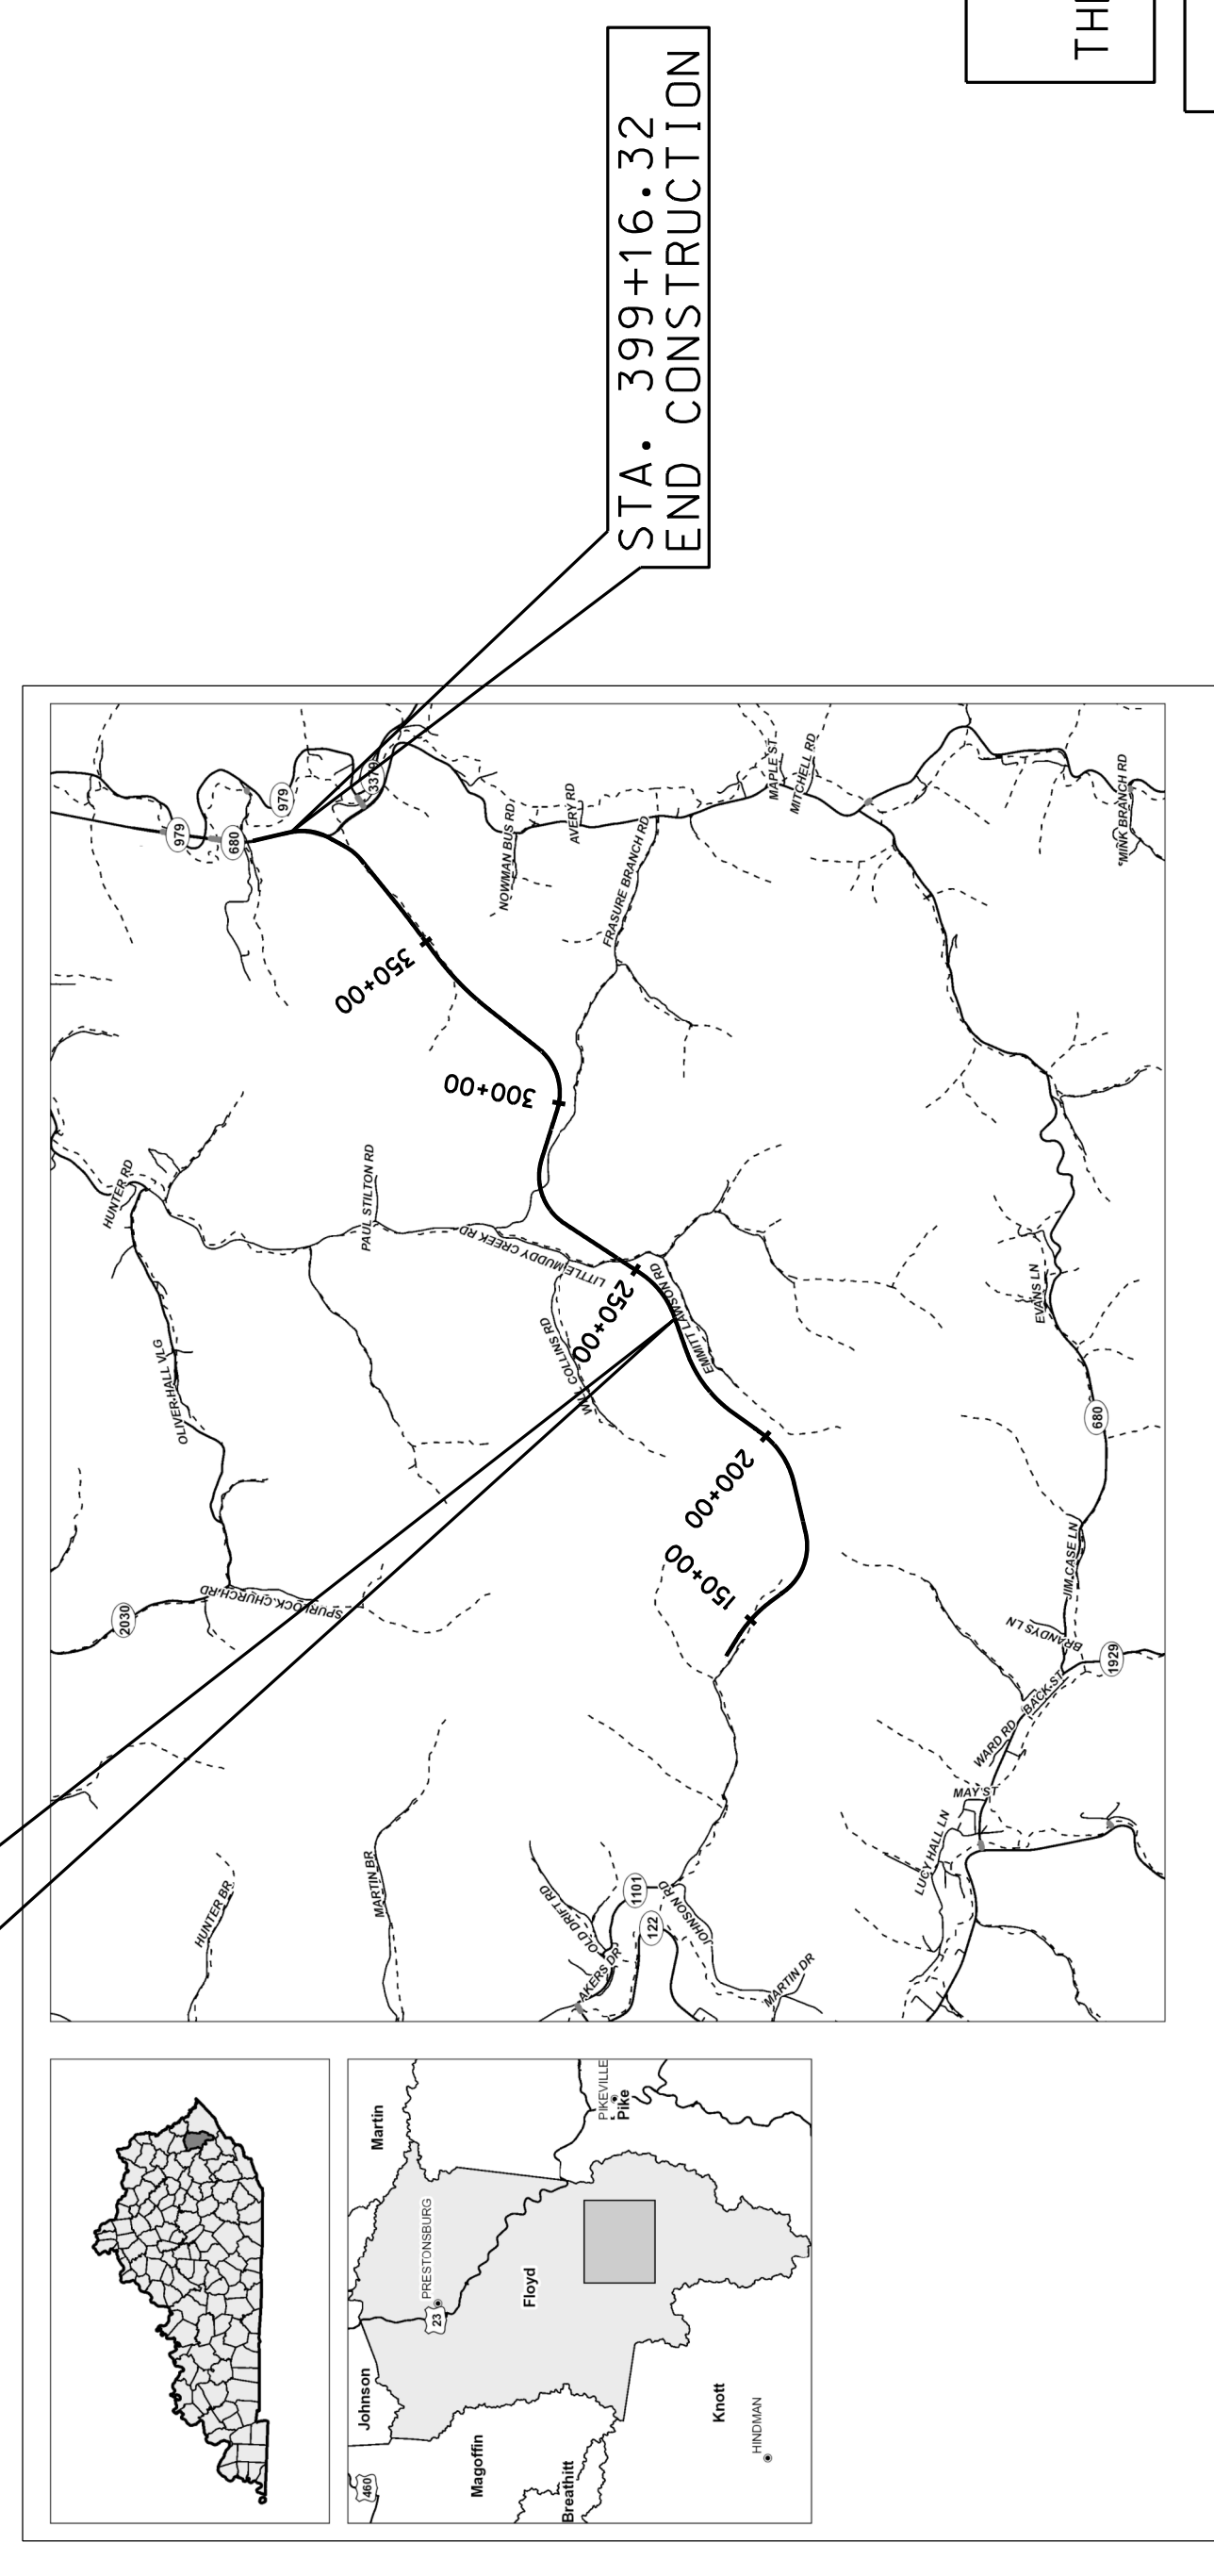 THE
STA. 399+16.32
END CONSTRUCTION
979
979
680
3379
NOWMAN BUS RD
AVERY RD
FRASURE BRANCH RD
MAPLE ST
MITCHELL RD
MINK BRANCH RD
350+00
300+00
250+00
200+00
150+00
HUNTER RD
PAUL STILTON RD
LITTLE MUDDY CREEK RD
OLIVER HALL VLG
COLLINS RD
EMMITT LAWSON RD
EVANS LN
680
2030
SPURLOCK CHURCH RD
JIM CASE LN
BRANDYS LN
1929
BACK ST
WARD RD
MAY ST
LUCY HALL LN
HUNTER BR
MARTIN BR
OLD DRIFT RD
AKERS DR
1101
122
JOHNSON RD
MARTIN DR
Martin
PIKEVILLE
Pike
PRESTONSBURG
23
Floyd
Johnson
460
Magoffin
Breathitt
Knott
HINDMAN